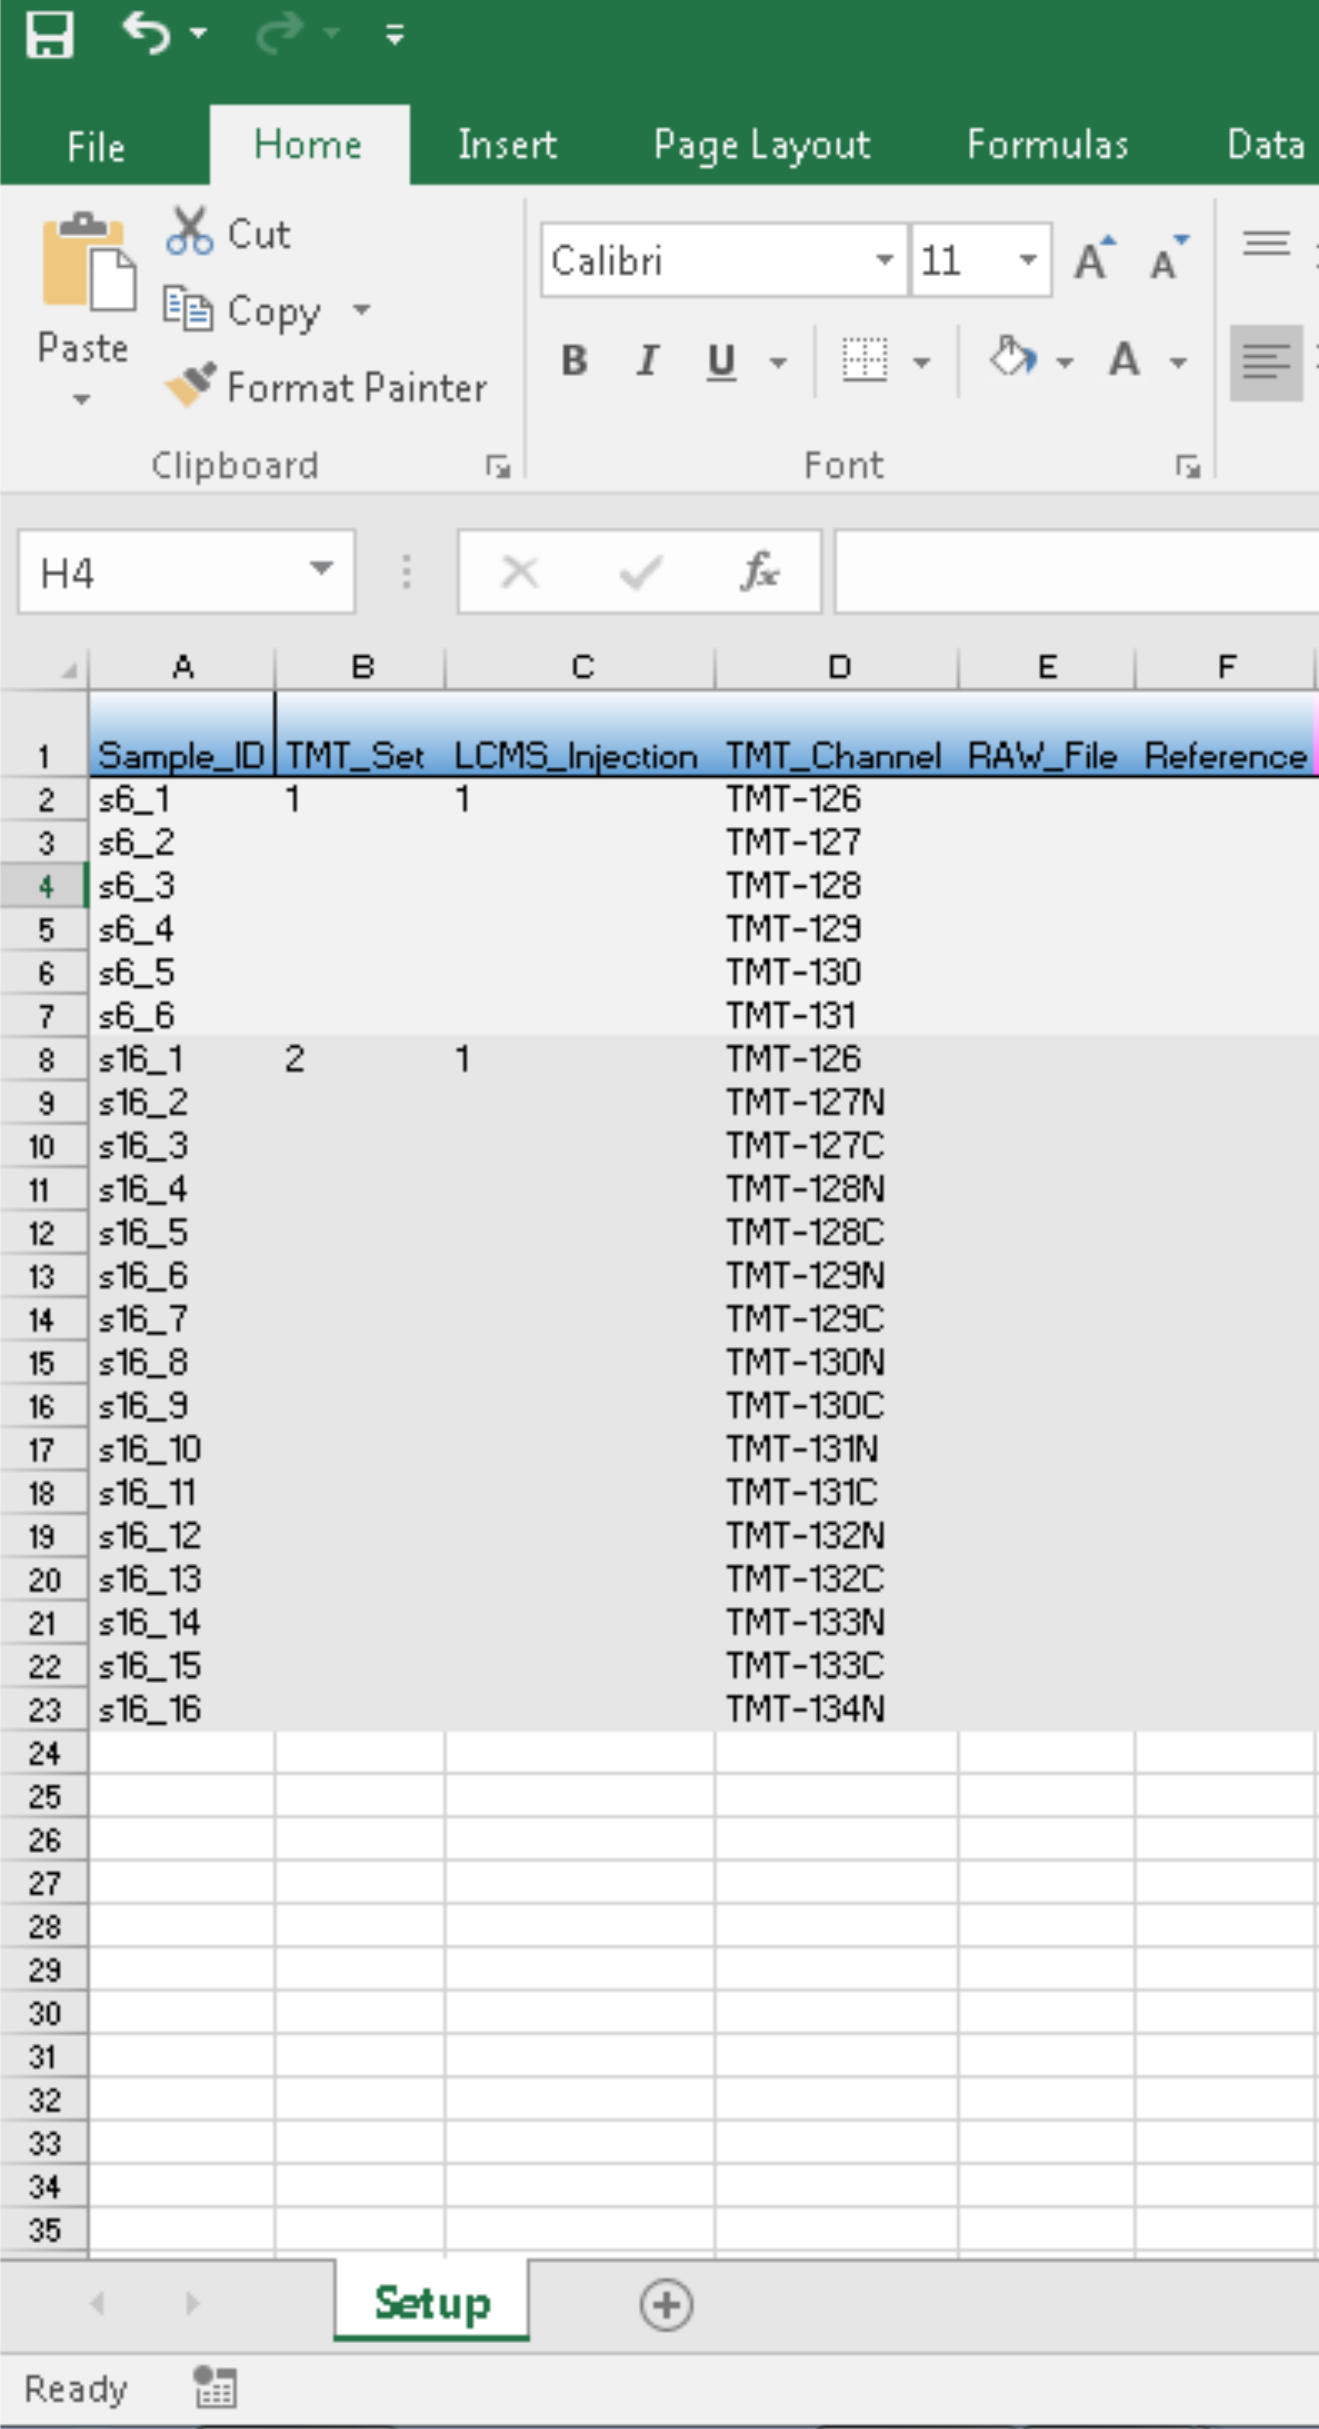 File Home Insert Page Layout Formulas Data
Cut
Calibri 11 A A
Copy
Paste
B I U A
Format Painter
Clipboard Font
H4 fx
A B C D E F
1 Sample_ID TMT_Set LCMS_Injection TMT_Channel RAW_File Reference
2 s6_1 1 1 TMT-126
3 s6_2 TMT-127
4 s6_3 TMT-128
5 s6_4 TMT-129
6 s6_5 TMT-130
7 s6_6 TMT-131
8 s16_1 2 1 TMT-126
9 s16_2 TMT-127N
10 s16_3 TMT-127C
11 s16_4 TMT-128N
12 s16_5 TMT-128C
13 s16_6 TMT-129N
14 s16_7 TMT-129C
15 s16_8 TMT-130N
16 s16_9 TMT-130C
17 s16_10 TMT-131N
18 s16_11 TMT-131C
19 s16_12 TMT-132N
20 s16_13 TMT-132C
21 s16_14 TMT-133N
22 s16_15 TMT-133C
23 s16_16 TMT-134N
24
25
26
27
28
29
30
31
32
33
34
35
Setup
Ready